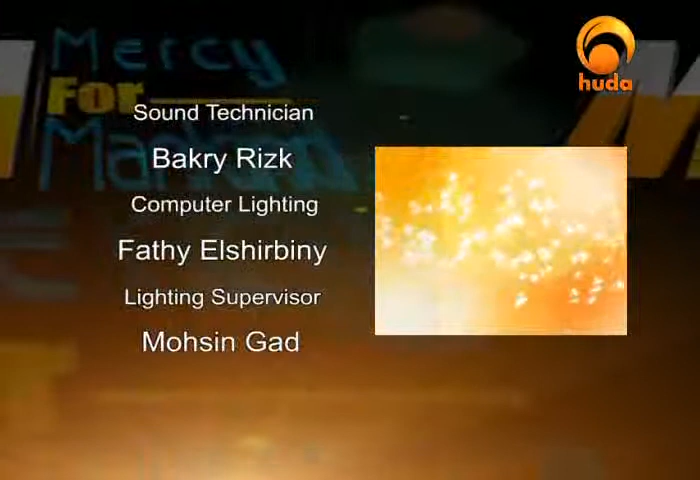 huda
Mercy
For
Sound Technician
Bakry Rizk
Computer Lighting
Fathy Elshirbiny
Lighting Supervisor
Mohsin Gad